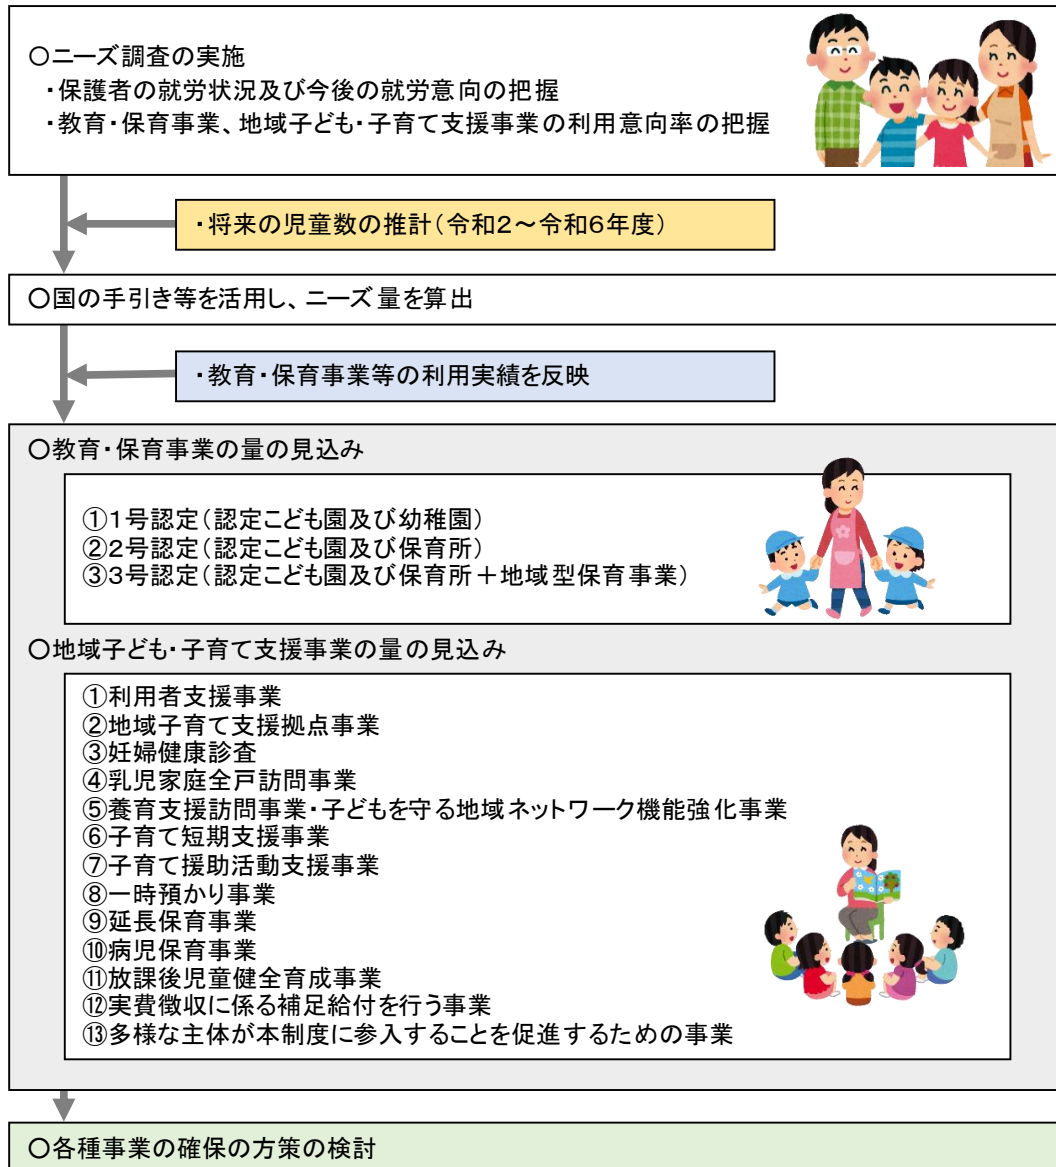 〇ニーズ調査の実施
・保護者の就労状況及び今後の就労意向の把握
・教育・保育事業、地域子ども・子育て支援事業の利用意向率の把握
・将来の児童数の推計（令和２～令和６年度）
〇国の手引き等を活用し、ニーズ量を算出
・教育・保育事業等の利用実績を反映
〇教育・保育事業の量の見込み
①１号認定（認定こども園及び幼稚園）
②２号認定（認定こども園及び保育所）
③３号認定（認定こども園及び保育所＋地域型保育事業）
〇地域子ども・子育て支援事業の量の見込み
①利用者支援事業
②地域子育て支援拠点事業
③妊婦健康診査
④乳児家庭全戸訪問事業
⑤養育支援訪問事業・子どもを守る地域ネットワーク機能強化事業
⑥子育て短期支援事業
⑦子育て援助活動支援事業
⑧一時預かり事業
⑨延長保育事業
⑩病児保育事業
⑪放課後児童健全育成事業
⑫実費徴収に係る補足給付を行う事業
⑬多様な主体が本制度に参入することを促進するための事業
〇各種事業の確保の方策の検討